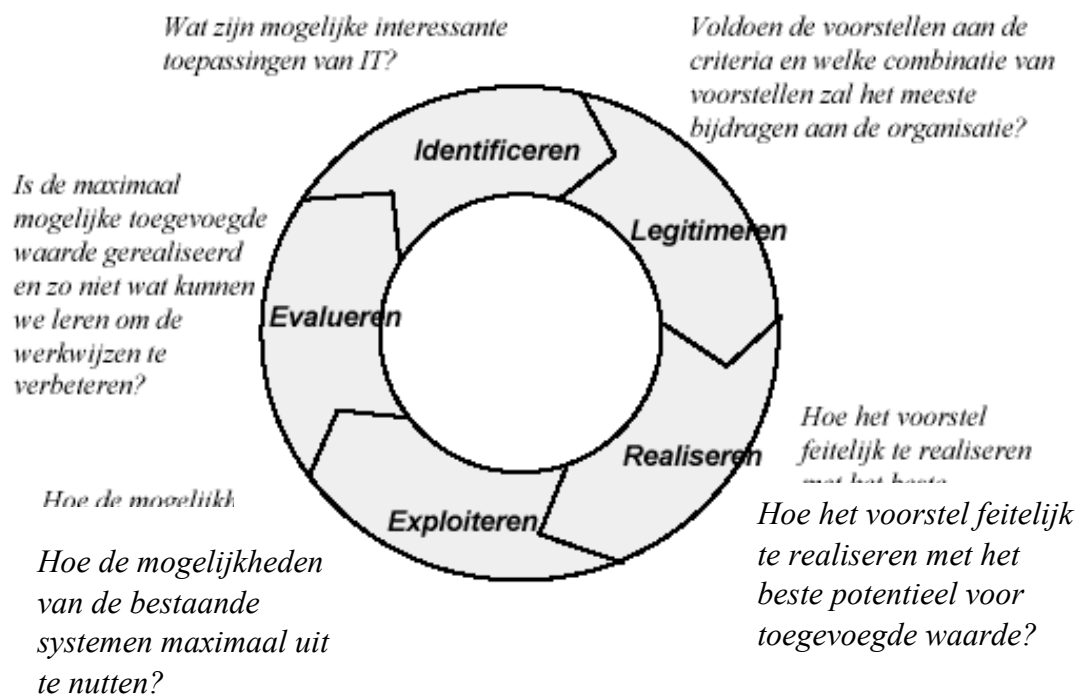 Wat zijn mogelijke interessante
toepassingen van IT?
Voldoen de voorstellen aan de
criteria en welke combinatie van
voorstellen zal het meeste
bijdragen aan de organisatie?
Identificeren
Is de maximaal
mogelijke toegevoegde
waarde gerealiseerd
en zo niet wat kunnen
we leren om de
werkwijzen te
verbeteren?
Legitimeren
Evalueren
Realiseren
Hoe het voorstel
feitelijk te realiseren
met het beste
Exploiteren
Hoe de mogelijkh
Hoe de mogelijkheden
van de bestaande
systemen maximaal uit
te nutten?
Hoe het voorstel feitelijk
te realiseren met het
beste potentieel voor
toegevoegde waarde?